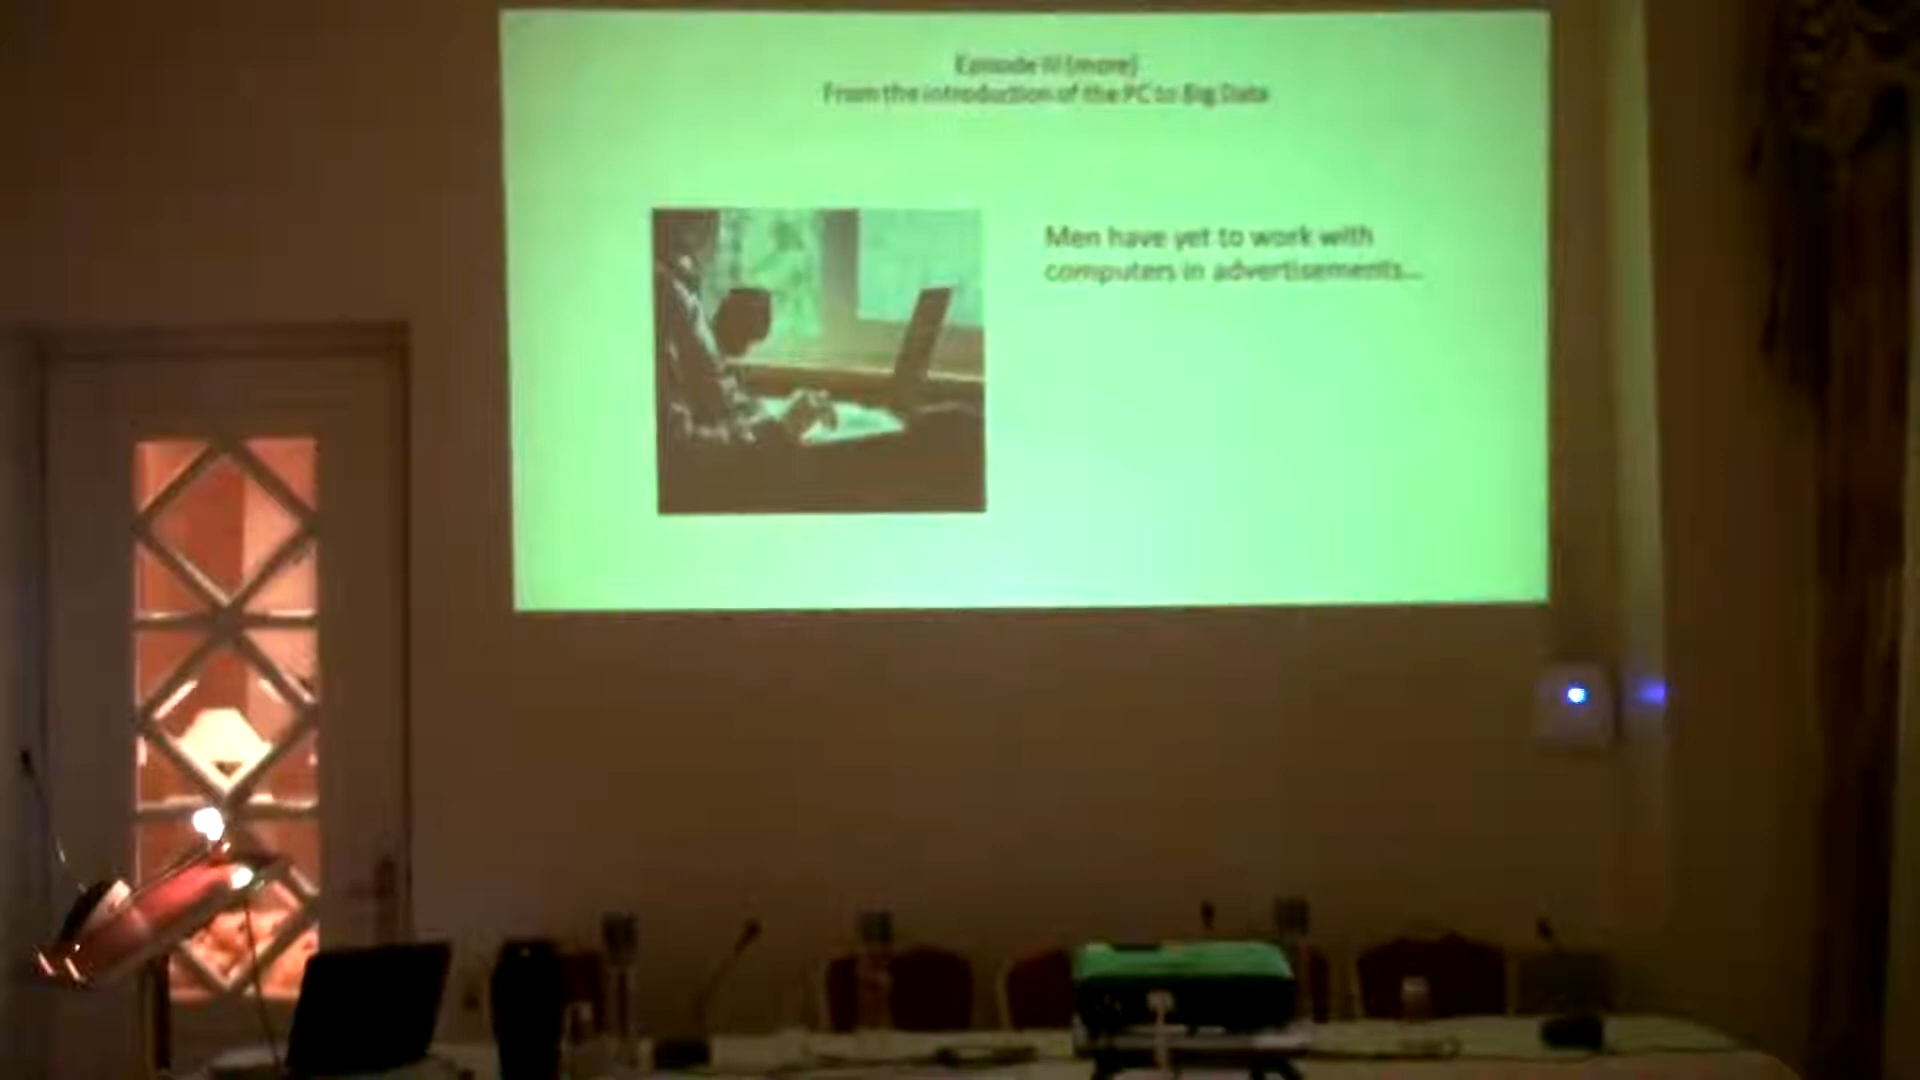 Episode III (more)
From the introduction of the PC to Big Data
Men have yet to work with
computers in advertisements...